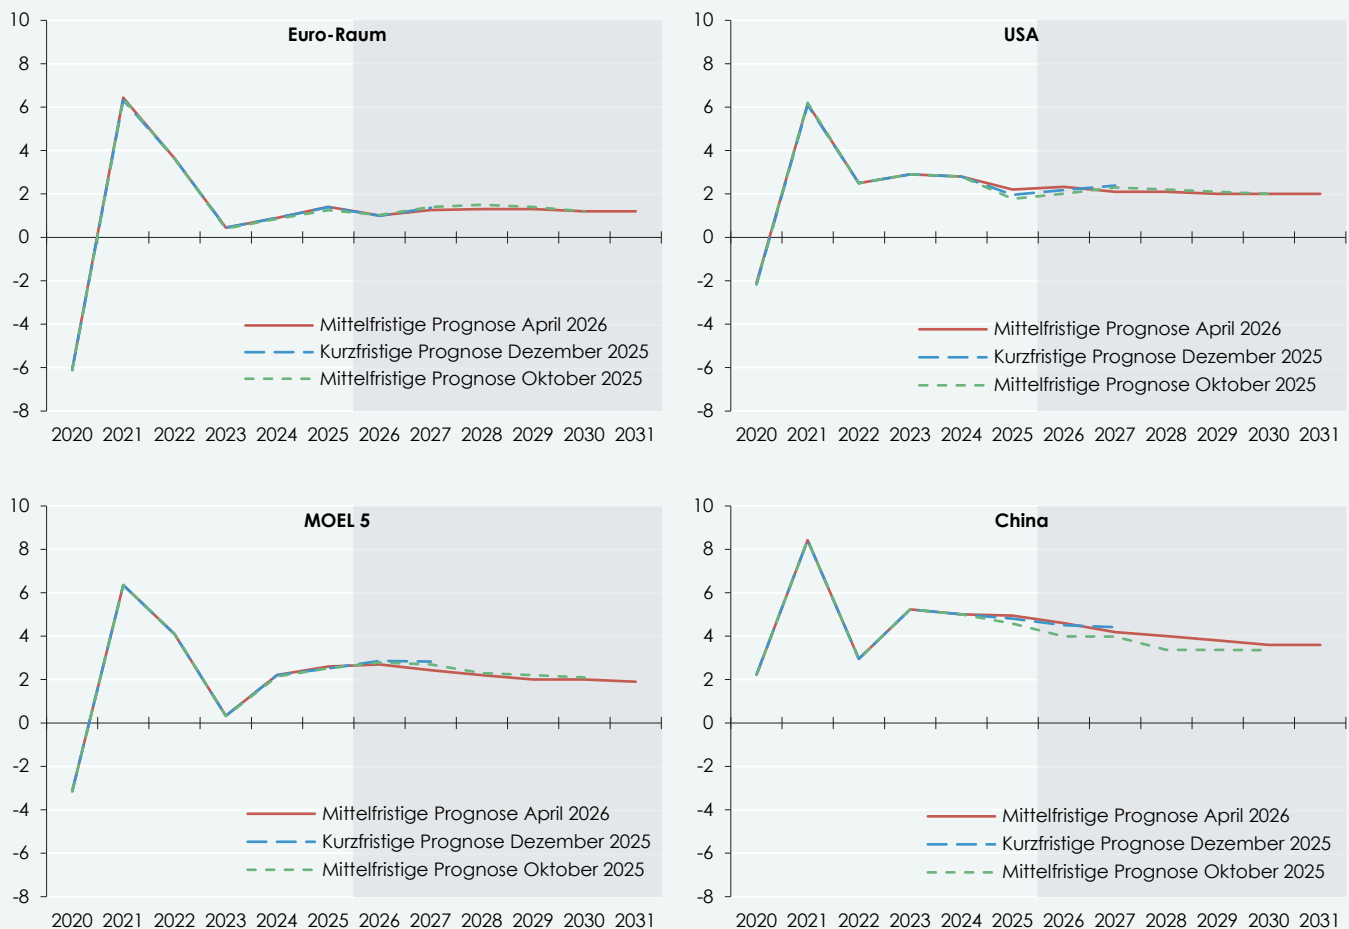 Euro-Raum
10
8
6
4
2
0
-2
-4
-6
-8
Mittelfristige Prognose April 2026
Kurzfristige Prognose Dezember 2025
Mittelfristige Prognose Oktober 2025
2020 2021 2022 2023 2024 2025 2026 2027 2028 2029 2030 2031
USA
10
8
6
4
2
0
-2
-4
-6
-8
Mittelfristige Prognose April 2026
Kurzfristige Prognose Dezember 2025
Mittelfristige Prognose Oktober 2025
2020 2021 2022 2023 2024 2025 2026 2027 2028 2029 2030 2031
MOEL 5
10
8
6
4
2
0
-2
-4
-6
-8
Mittelfristige Prognose April 2026
Kurzfristige Prognose Dezember 2025
Mittelfristige Prognose Oktober 2025
2020 2021 2022 2023 2024 2025 2026 2027 2028 2029 2030 2031
China
10
8
6
4
2
0
-2
-4
-6
-8
Mittelfristige Prognose April 2026
Kurzfristige Prognose Dezember 2025
Mittelfristige Prognose Oktober 2025
2020 2021 2022 2023 2024 2025 2026 2027 2028 2029 2030 2031